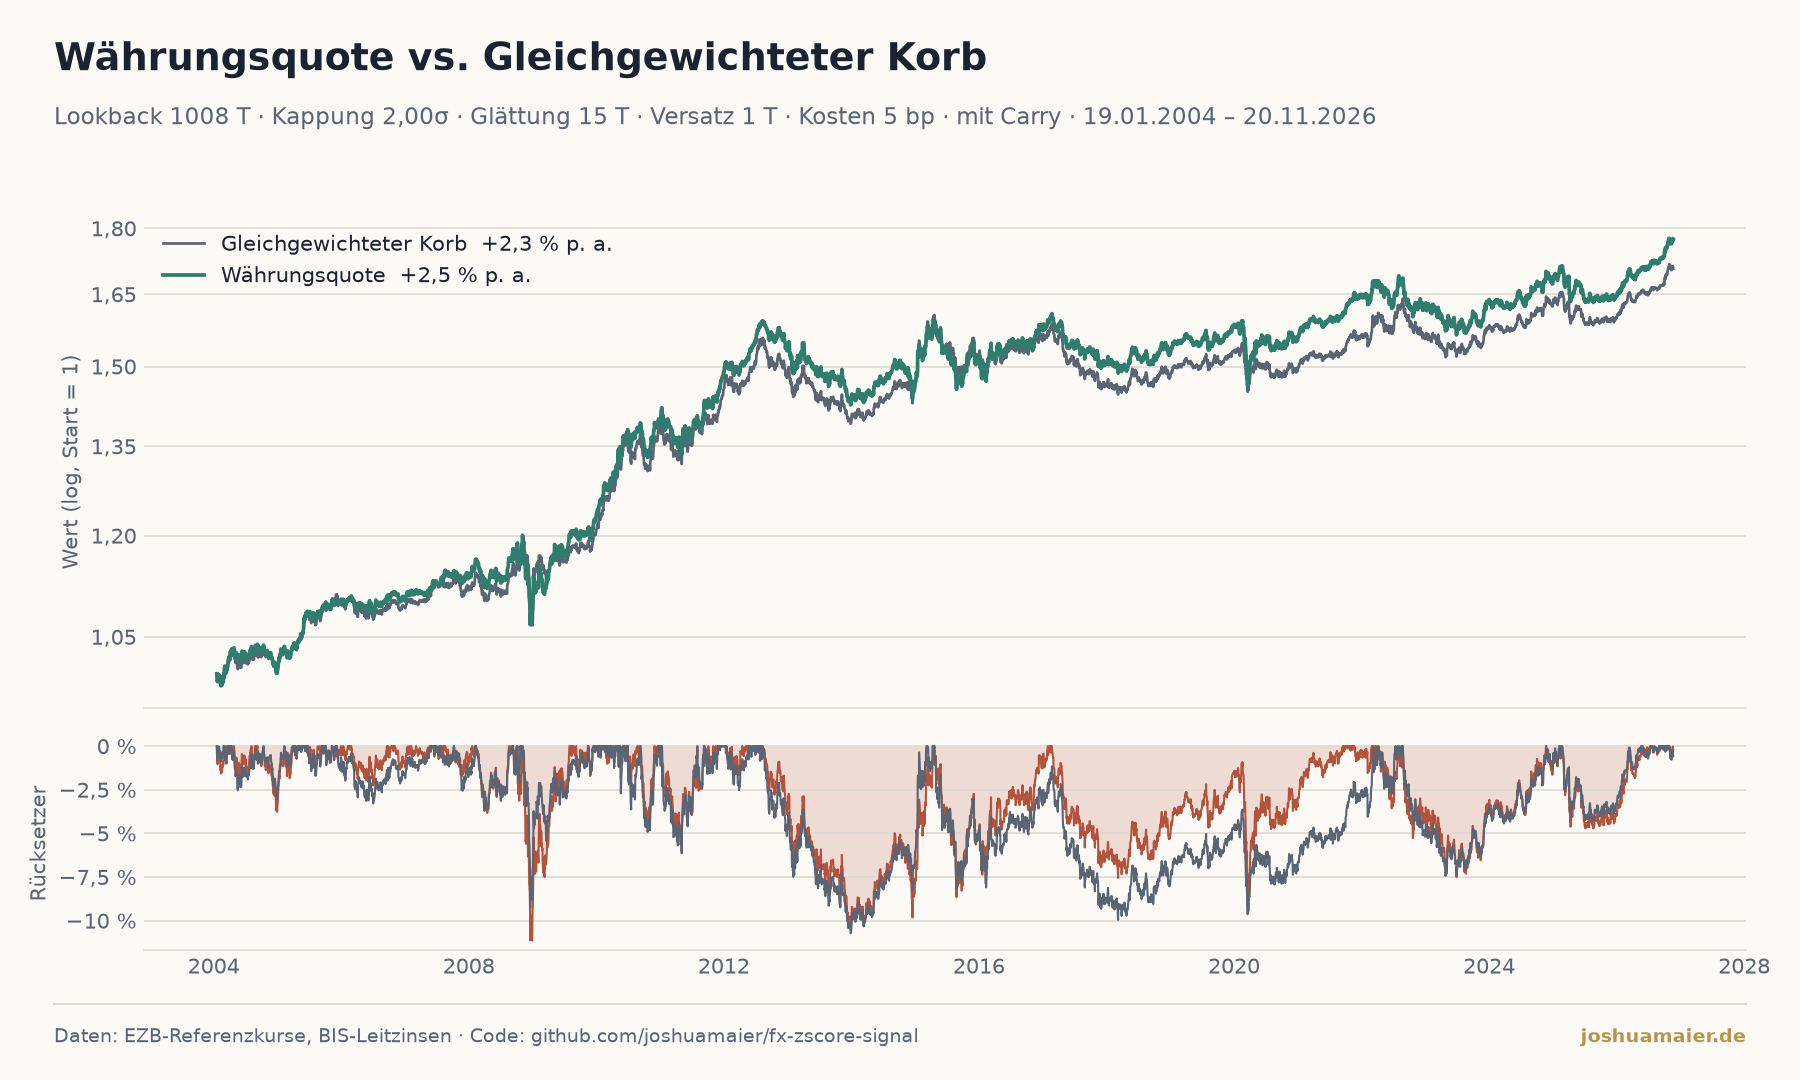 Währungsquote vs. Gleichgewichteter Korb
Lookback 1008 T · Kappung 2,00σ · Glättung 15 T · Versatz 1 T · Kosten 5 bp · mit Carry · 19.01.2004 – 20.11.2026
Wert (log, Start = 1)
1,80
1,65
1,50
1,35
1,20
1,05
Gleichgewichteter Korb +2,3 % p. a.
Währungsquote +2,5 % p. a.
Rücksetzer
0 %
−2,5 %
−5 %
−7,5 %
−10 %
2004 2008 2012 2016 2020 2024 2028
Daten: EZB-Referenzkurse, BIS-Leitzinsen · Code: github.com/joshuamaier/fx-zscore-signal
joshuamaier.de